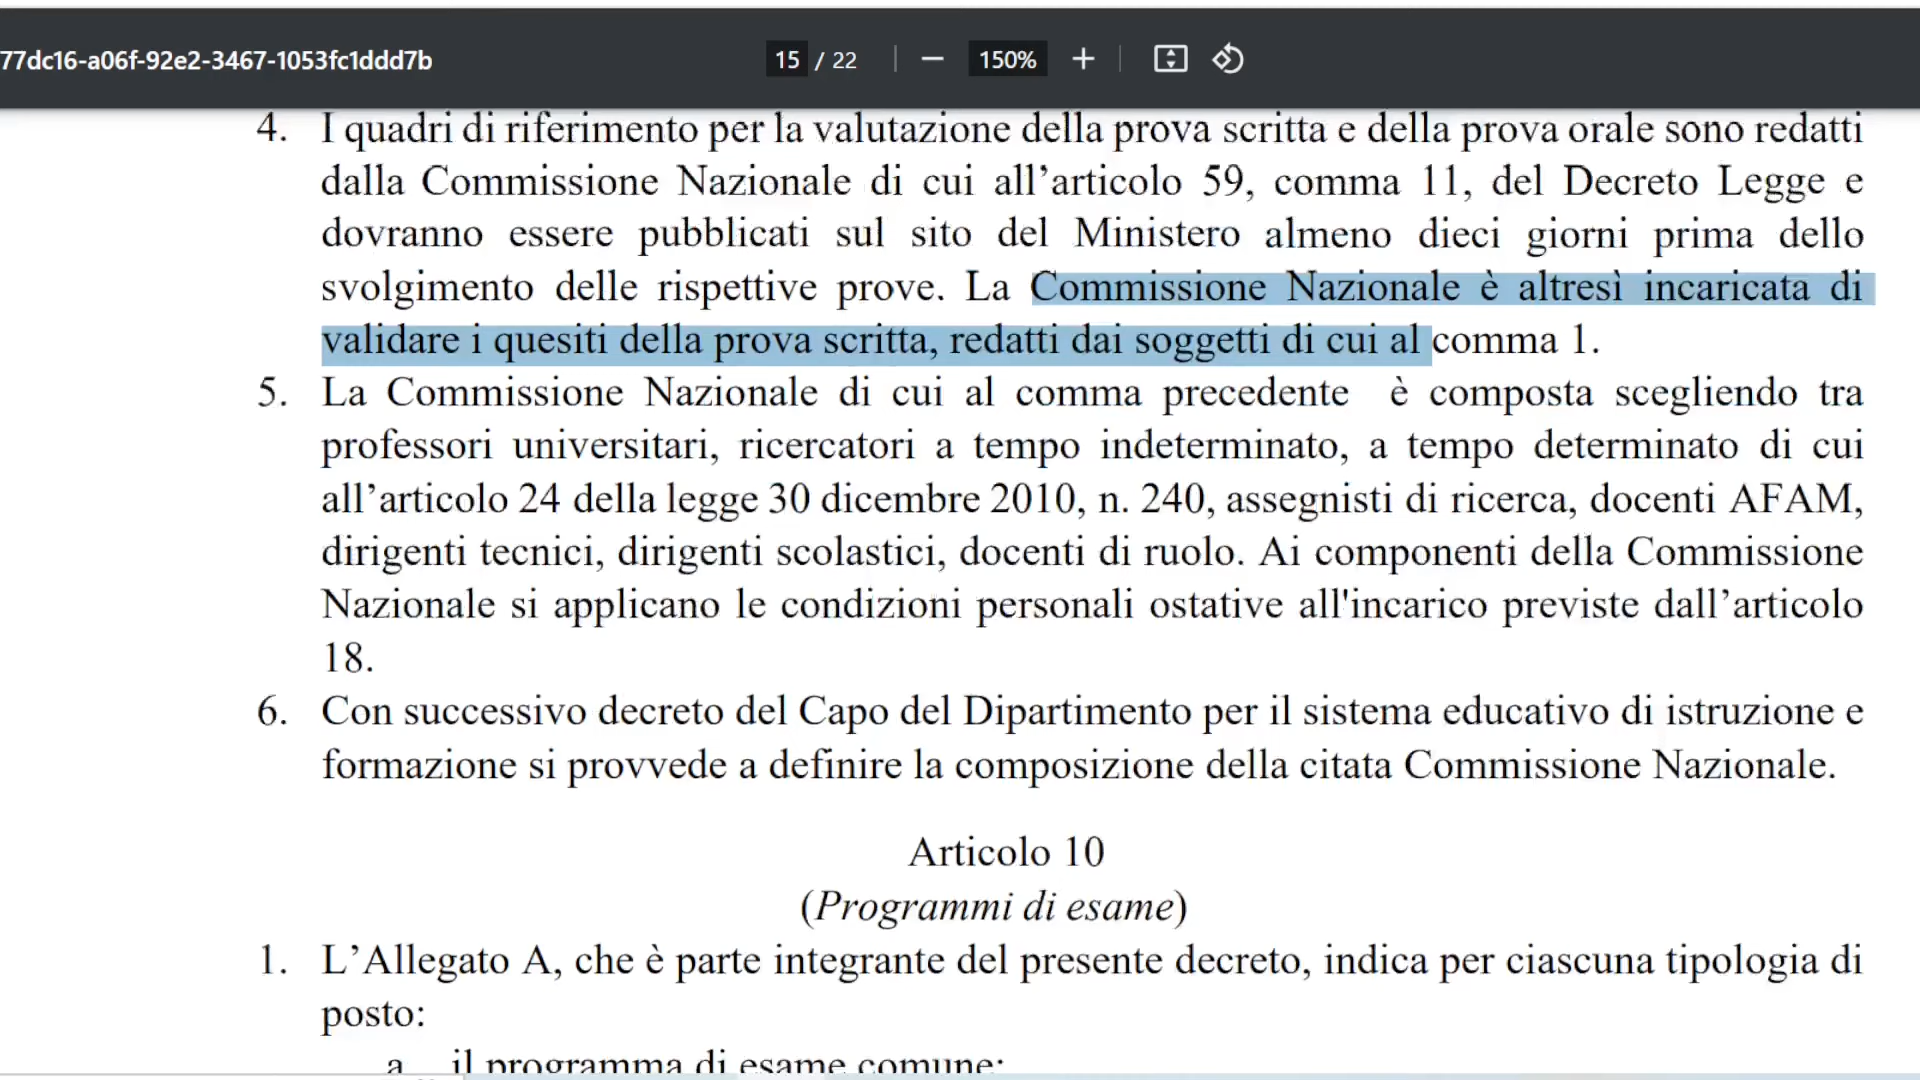 77dc16-a06f-92e2-3467-1053fc1ddd7b
15 / 22
150%
4. I quadri di riferimento per la valutazione della prova scritta e della prova orale sono redatti
dalla Commissione Nazionale di cui all’articolo 59, comma 11, del Decreto Legge e
dovranno essere pubblicati sul sito del Ministero almeno dieci giorni prima dello
svolgimento delle rispettive prove. La Commissione Nazionale è altresì incaricata di
validare i quesiti della prova scritta, redatti dai soggetti di cui al comma 1.
5. La Commissione Nazionale di cui al comma precedente è composta scegliendo tra
professori universitari, ricercatori a tempo indeterminato, a tempo determinato di cui
all’articolo 24 della legge 30 dicembre 2010, n. 240, assegnisti di ricerca, docenti AFAM,
dirigenti tecnici, dirigenti scolastici, docenti di ruolo. Ai componenti della Commissione
Nazionale si applicano le condizioni personali ostative all'incarico previste dall’articolo
18.
6. Con successivo decreto del Capo del Dipartimento per il sistema educativo di istruzione e
formazione si provvede a definire la composizione della citata Commissione Nazionale.
Articolo 10
(Programmi di esame)
1. L’Allegato A, che è parte integrante del presente decreto, indica per ciascuna tipologia di
posto:
a il programma di esame comune;